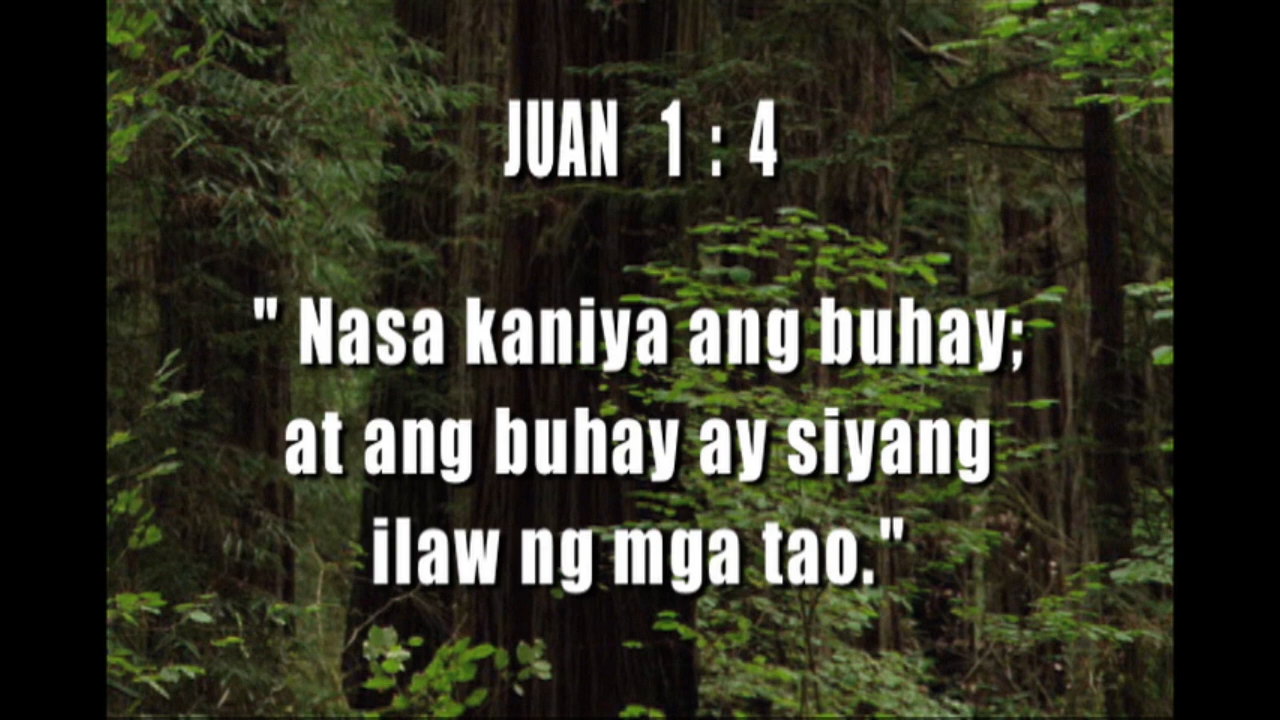 JUAN 1 : 4
" Nasa kaniya ang buhay;
at ang buhay ay siyang
ilaw ng mga tao."